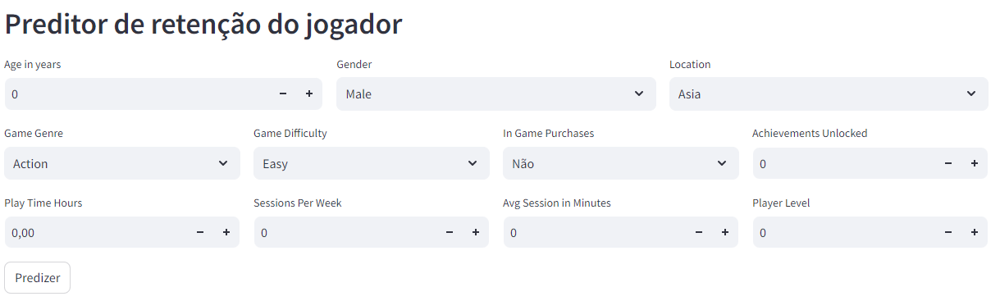 Preditor de retenção do jogador
Age in years Gender Location
0 Male Asia
Game Genre Game Difficulty In Game Purchases Achievements Unlocked
Action Easy Não 0
Play Time Hours Sessions Per Week Avg Session in Minutes Player Level
0,00 0 0 0
Predizer